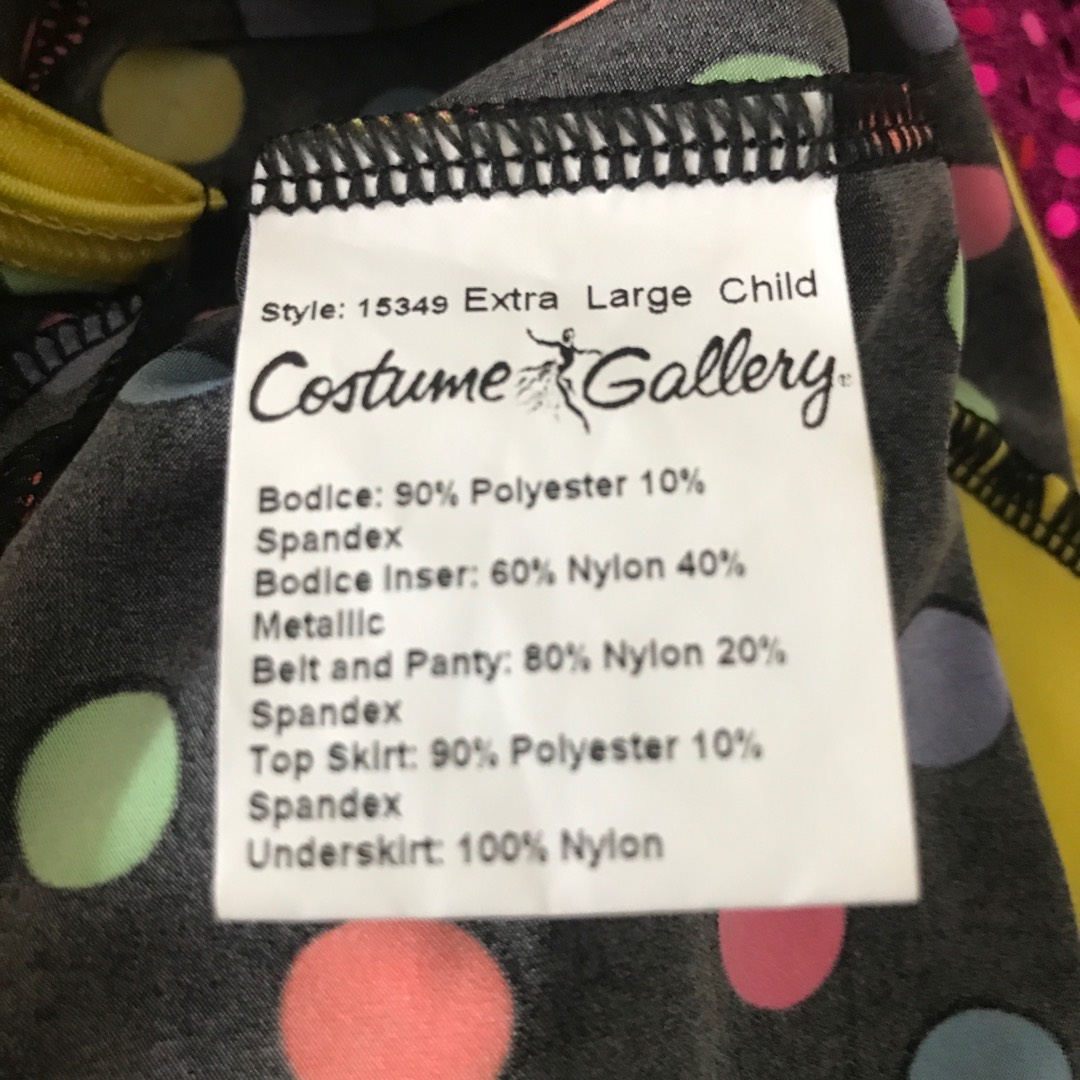 Style: 15349 Extra Large Child
Costume Gallery
Bodice: 90% Polyester 10%
Spandex
Bodice Inser: 60% Nylon 40%
Metallic
Belt and Panty: 80% Nylon 20%
Spandex
Top Skirt: 90% Polyester 10%
Spandex
Underskirt: 100% Nylon